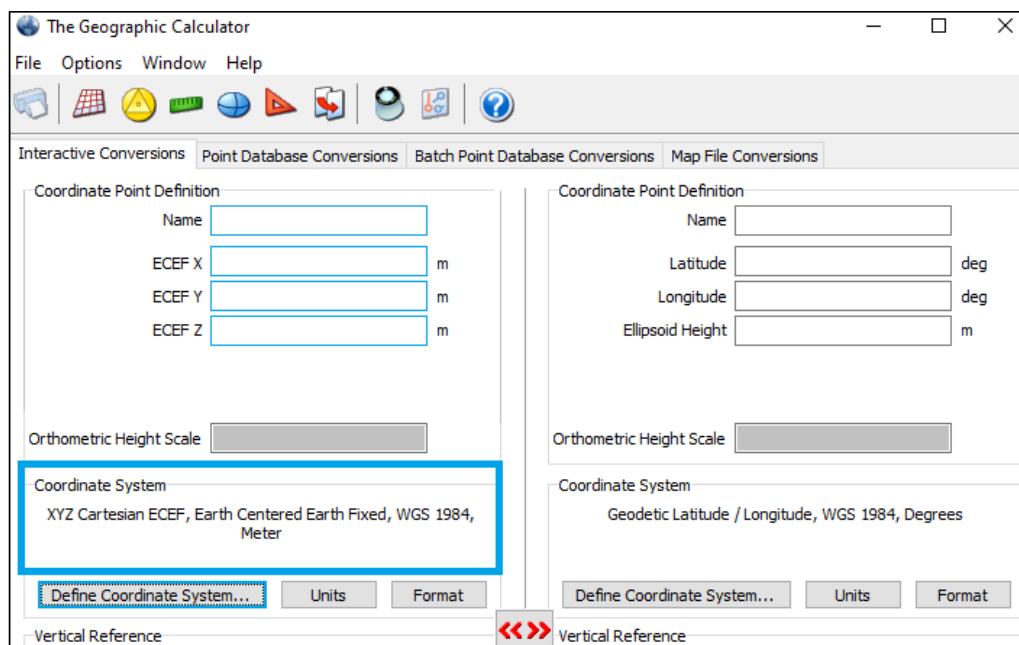 The Geographic Calculator
File Options Window Help
Interactive Conversions Point Database Conversions Batch Point Database Conversions Map File Conversions
Coordinate Point Definition
Name
ECEF X m
ECEF Y m
ECEF Z m
Orthometric Height Scale
Coordinate System
XYZ Cartesian ECEF, Earth Centered Earth Fixed, WGS 1984,
Meter
Define Coordinate System... Units Format
Vertical Reference
Coordinate Point Definition
Name
Latitude deg
Longitude deg
Ellipsoid Height m
Orthometric Height Scale
Coordinate System
Geodetic Latitude / Longitude, WGS 1984, Degrees
Define Coordinate System... Units Format
Vertical Reference